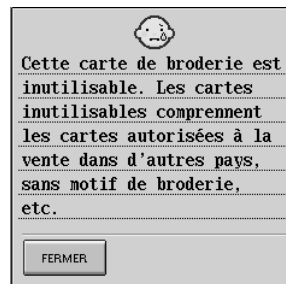 Cette carte de broderie est
inutilisable. Les cartes
inutilisables comprennent
les cartes autorisées à la
vente dans d'autres pays,
sans motif de broderie,
etc.
FERMER